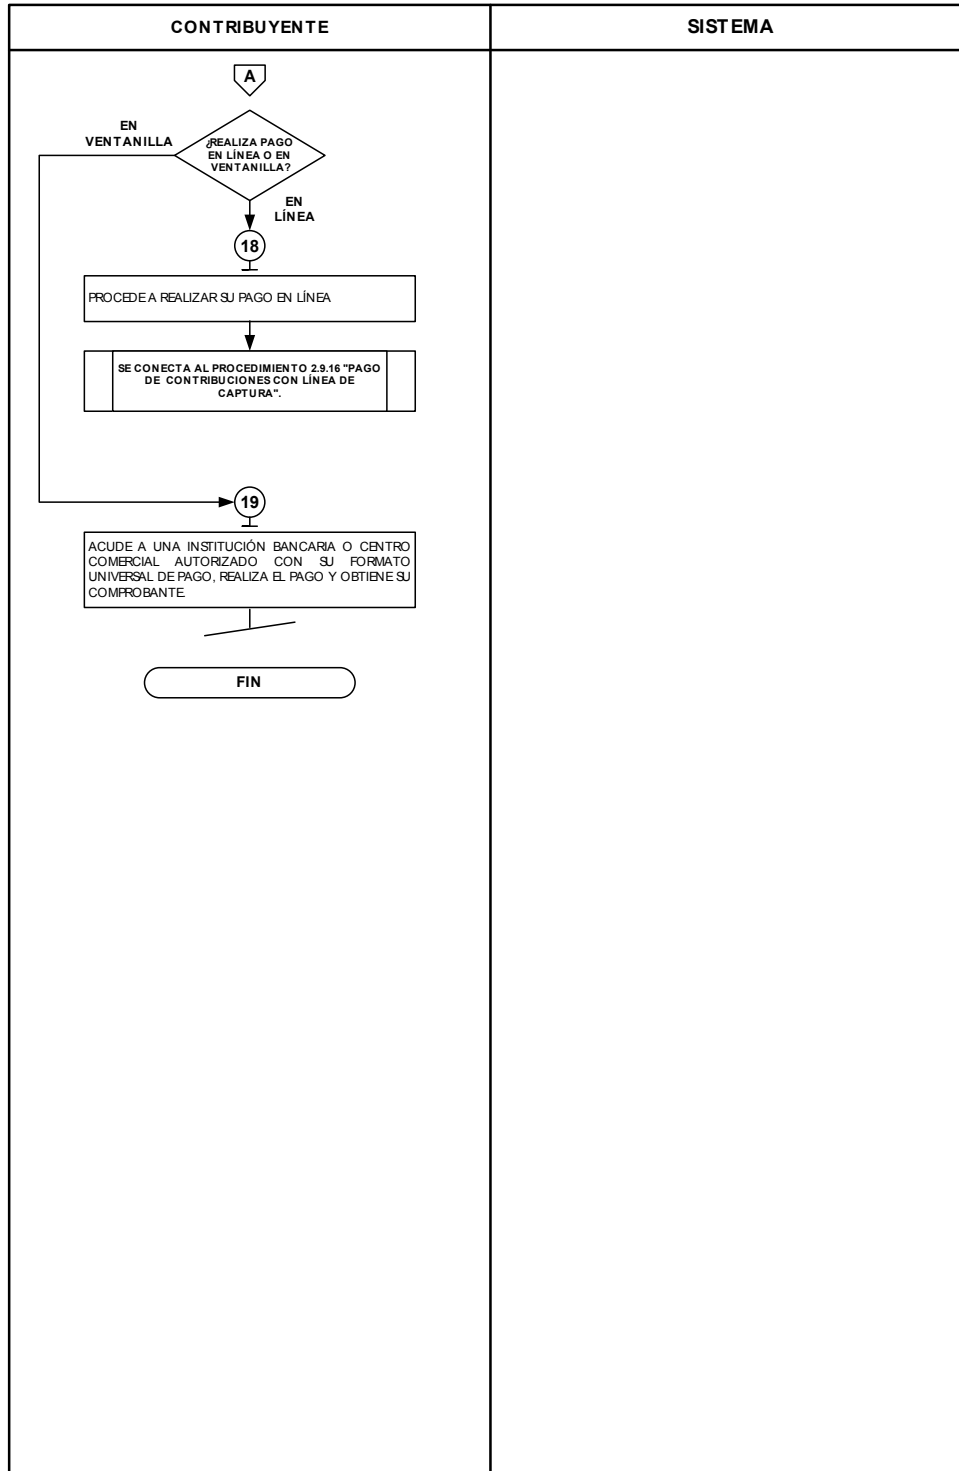 CONTRIBUYENTE
SISTEMA
A
EN
VENTANILLA
¿REALIZA PAGO
EN LÍNEA O EN
VENTANILLA?
EN
LÍNEA
18
PROCEDE A REALIZAR SU PAGO EN LÍNEA
SE CONECTA AL PROCEDIMIENTO 2.9.16 "PAGO
DE CONTRIBUCIONES CON LÍNEA DE
CAPTURA".
19
ACUDE A UNA INSTITUCIÓN BANCARIA O CENTRO
COMERCIAL AUTORIZADO CON SU FORMATO
UNIVERSAL DE PAGO, REALIZA EL PAGO Y OBTIENE SU
COMPROBANTE.
FIN